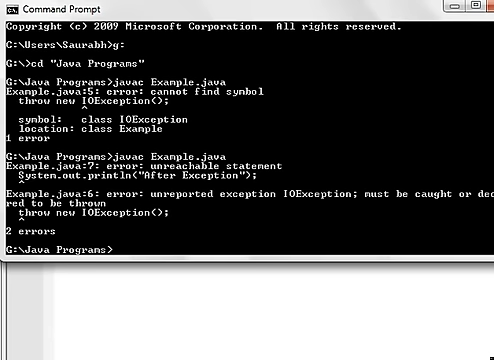 Command Prompt
Copyright (c) 2009 Microsoft Corporation.  All rights reserved.
C:\Users\Saurabh>g:
G:\>cd "Java Programs"
G:\Java Programs>javac Example.java
Example.java:5: error: cannot find symbol
throw new IOException();
^
symbol:   class IOException
location: class Example
1 error
G:\Java Programs>javac Example.java
Example.java:7: error: unreachable statement
System.out.println("After Exception");
^
Example.java:6: error: unreported exception IOException; must be caught or dec
red to be thrown
throw new IOException();
^
2 errors
G:\Java Programs>